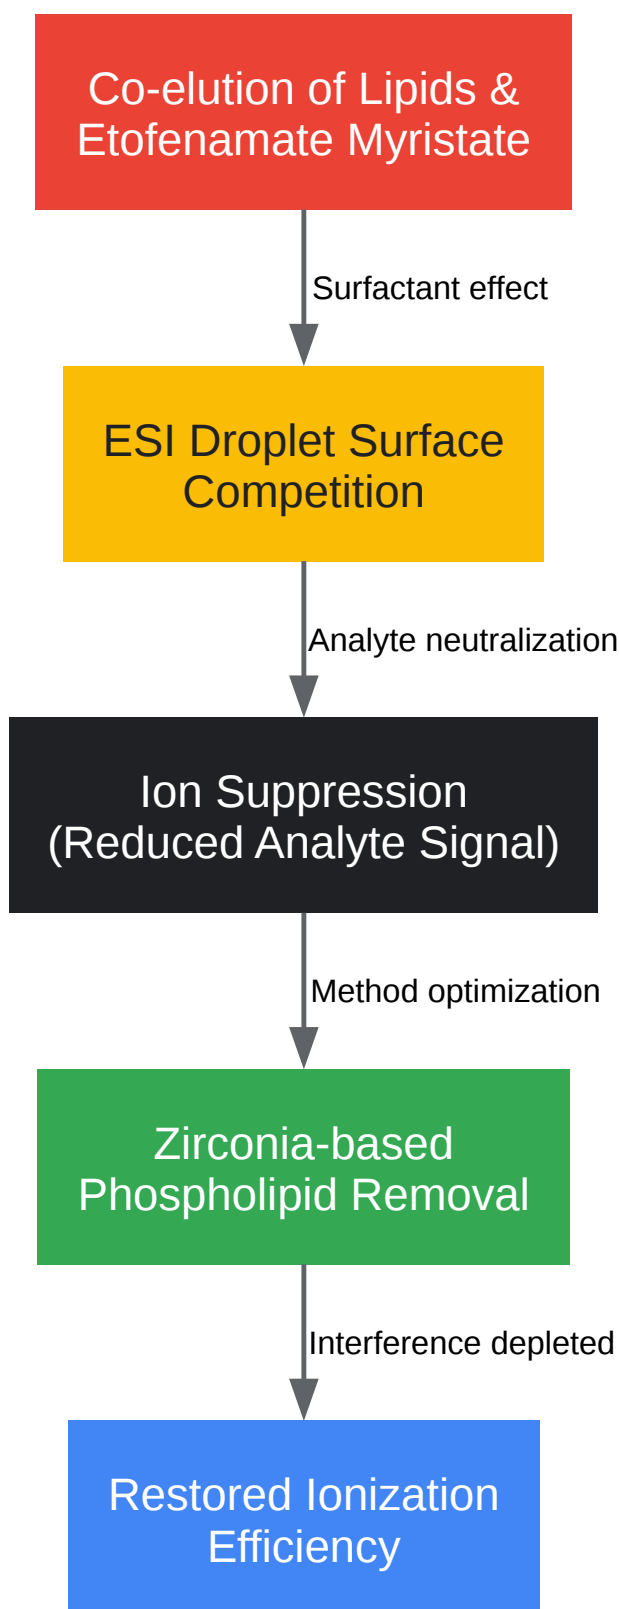 Co-elution of Lipids &
Etofenamate Myristate
Surfactant effect
ESI Droplet Surface
Competition
Analyte neutralization
Ion Suppression
(Reduced Analyte Signal)
Method optimization
Zirconia-based
Phospholipid Removal
Interference depleted
Restored Ionization
Efficiency